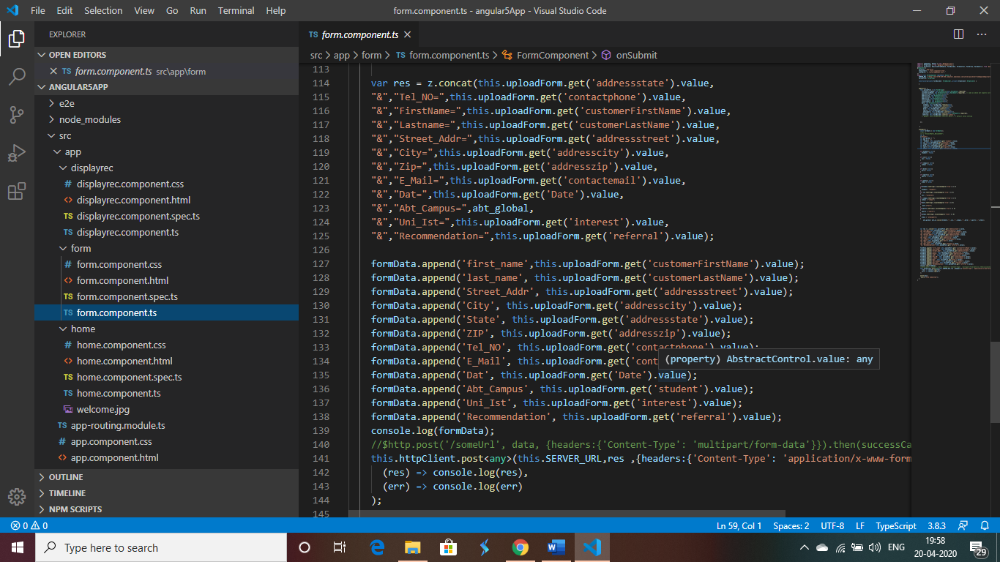 File Edit Selection View Go Run Terminal Help
form.component.ts - angular5App - Visual Studio Code
EXPLORER
OPEN EDITORS
TS form.component.ts src\app\form
ANGULAR5APP
e2e
node_modules
src
app
displayrec
# displayrec.component.css
<> displayrec.component.html
TS displayrec.component.spec.ts
TS displayrec.component.ts
form
# form.component.css
<> form.component.html
TS form.component.spec.ts
TS form.component.ts
home
# home.component.css
<> home.component.html
TS home.component.spec.ts
TS home.component.ts
welcome.jpg
TS app-routing.module.ts
# app.component.css
<> app.component.html
OUTLINE
TIMELINE
NPM SCRIPTS
TS form.component.ts
src > app > form > TS form.component.ts > FormComponent > onSubmit
113
114 var res = z.concat(this.uploadForm.get('addressstate').value,
115 "&","Tel_NO=",this.uploadForm.get('contactphone').value,
116 "&","FirstName=",this.uploadForm.get('customerFirstName').value,
117 "&","Lastname=",this.uploadForm.get('customerLastName').value,
118 "&","Street_Addr=",this.uploadForm.get('addressstreet').value,
119 "&","City=",this.uploadForm.get('addresscity').value,
120 "&","Zip=",this.uploadForm.get('addresszip').value,
121 "&","E_Mail=",this.uploadForm.get('contactemail').value,
122 "&","Dat=",this.uploadForm.get('Date').value,
123 "&","Abt_Campus=",abt_global,
124 "&","Uni_Ist=",this.uploadForm.get('interest').value,
125 "&","Recommendation=",this.uploadForm.get('referral').value);
126
127 formData.append('first_name',this.uploadForm.get('customerFirstName').value);
128 formData.append('last_name', this.uploadForm.get('customerLastName').value);
129 formData.append('Street_Addr', this.uploadForm.get('addressstreet').value);
130 formData.append('City', this.uploadForm.get('addresscity').value);
131 formData.append('State', this.uploadForm.get('addressstate').value);
132 formData.append('ZIP', this.uploadForm.get('addresszip').value);
133 formData.append('Tel_NO', this.uploadForm.get('contactphone').value);
134 formData.append('E_Mail', this.uploadForm.get('cont
(property) AbstractControl.value: any
135 formData.append('Dat', this.uploadForm.get('Date').value);
136 formData.append('Abt_Campus', this.uploadForm.get('student').value);
137 formData.append('Uni_Ist', this.uploadForm.get('interest').value);
138 formData.append('Recommendation', this.uploadForm.get('referral').value);
139 console.log(formData);
140 //$http.post('/someUrl', data, {headers:{'Content-Type': 'multipart/form-data'}}).then(successCa
141 this.httpClient.post<any>(this.SERVER_URL,res ,{headers:{'Content-Type': 'application/x-www-form
142 (res) => console.log(res),
143 (err) => console.log(err)
144 );
145
0 0
Ln 59, Col 1 Spaces: 2 UTF-8 LF TypeScript 3.8.3
Type here to search
ENG
19:58
20-04-2020
29